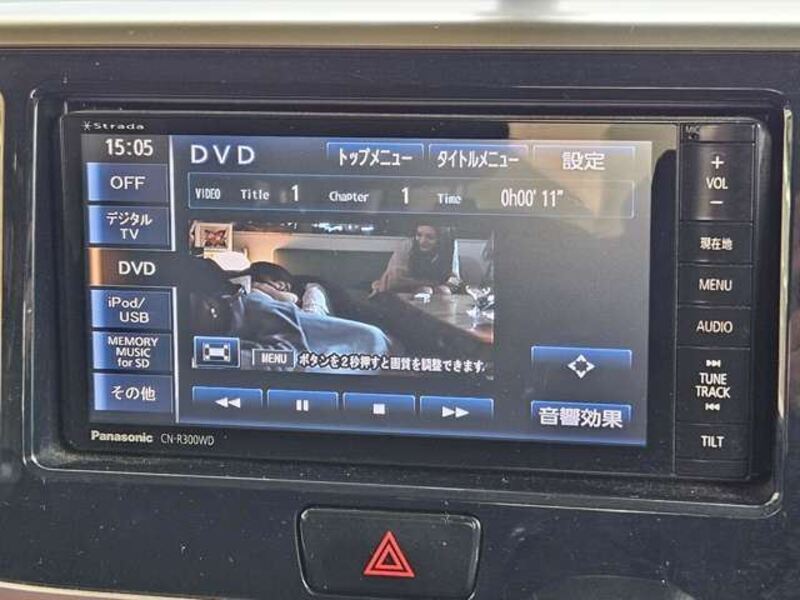 Strada
MIC
15:05
DVD
トップメニュー
タイトルメニュー
設定
VIDEO Title 1 Chapter 1 Time 0h00' 11"
OFF
デジタル
TV
DVD
iPod/
USB
MEMORY
MUSIC
for SD
その他
MENU ボタンを2秒押すと画質を調整できます。
音響効果
Panasonic CN-R300WD
+
VOL
−
現在地
MENU
AUDIO
TUNE
TRACK
TILT